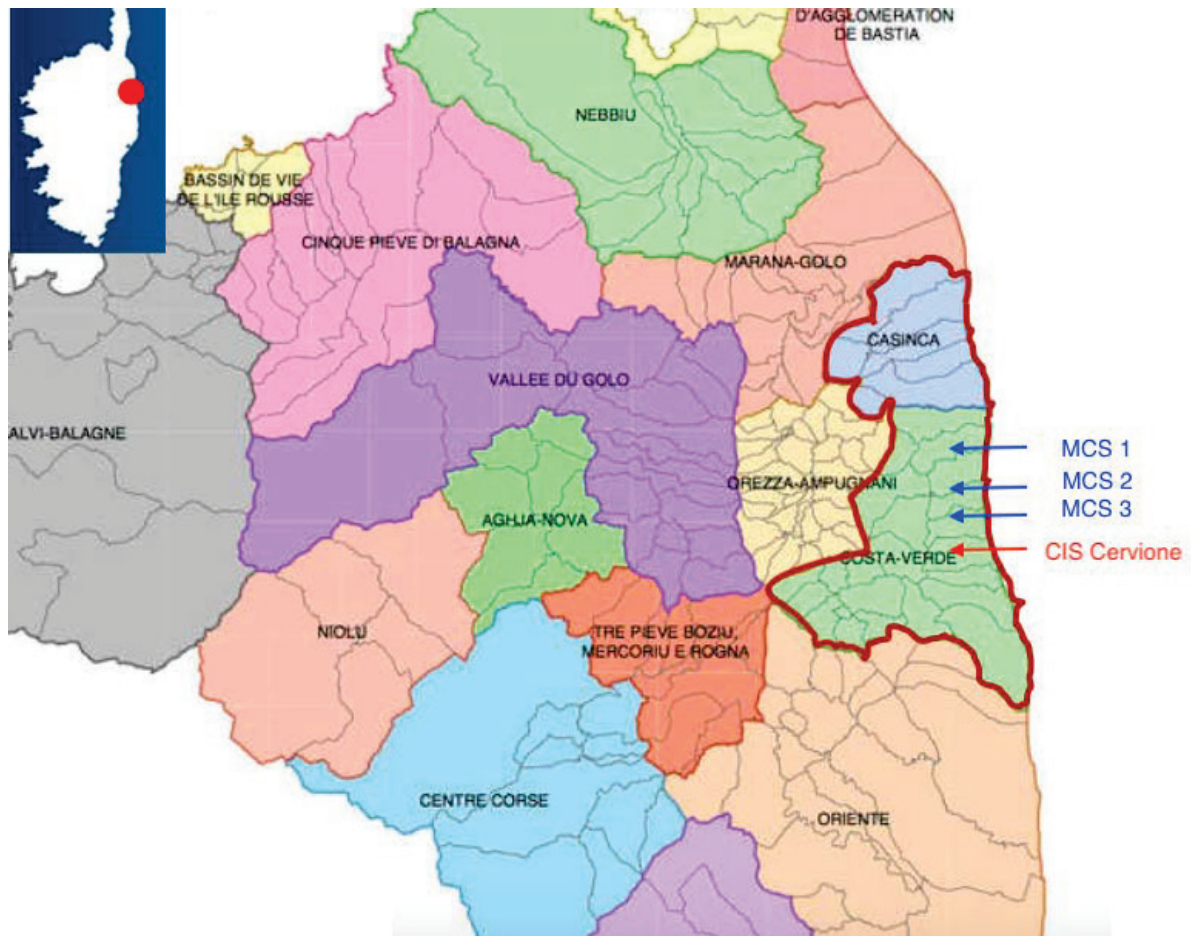 D'AGGLOMERATION
DE BASTIA
NEBBIU
BASSIN DE VIE
DE L'ILE ROUSSE
CINQUE PIEVE DI BALAGNA
MARANA-GOLO
CASINCA
VALLEE DU GOLO
ALVI-BALAGNE
MCS 1
MCS 2
OREZZA-AMPUGNANI
MCS 3
AGHJA-NOVA
CIS Cervione
COSTA-VERDE
NIOLU
TRE PIEVE BOZIU,
MERCORIU E ROGNA
CENTRE CORSE
ORIENTE